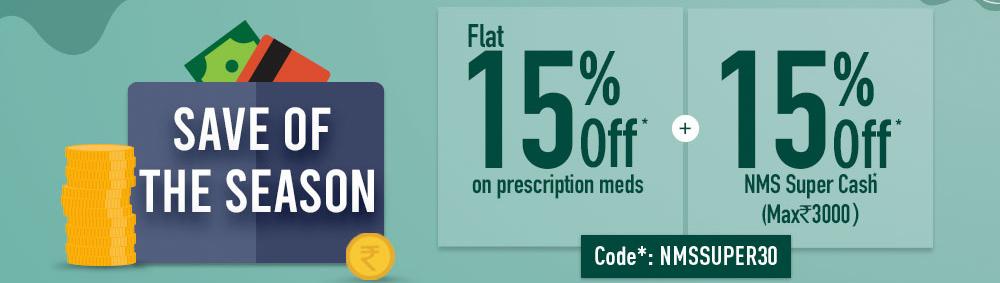 SAVE OF
THE SEASON
Flat
15%
Off*
on prescription meds
+
15%
Off*
NMS Super Cash
(Max₹3000)
Code*: NMSSUPER30
₹